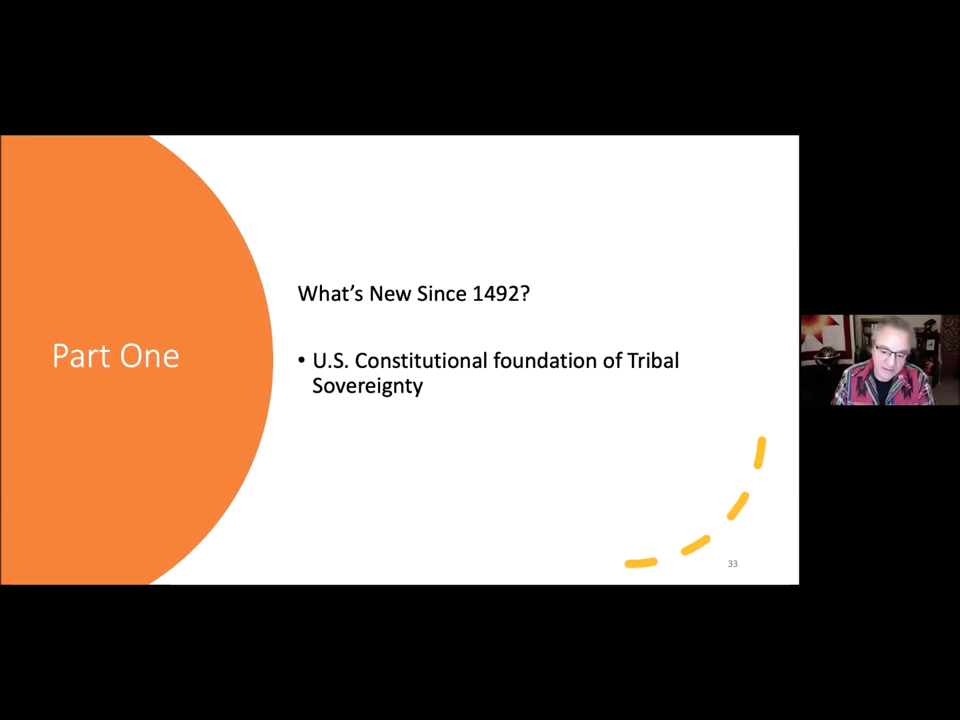 Part One
What's New Since 1492?
• U.S. Constitutional foundation of Tribal
Sovereignty
33